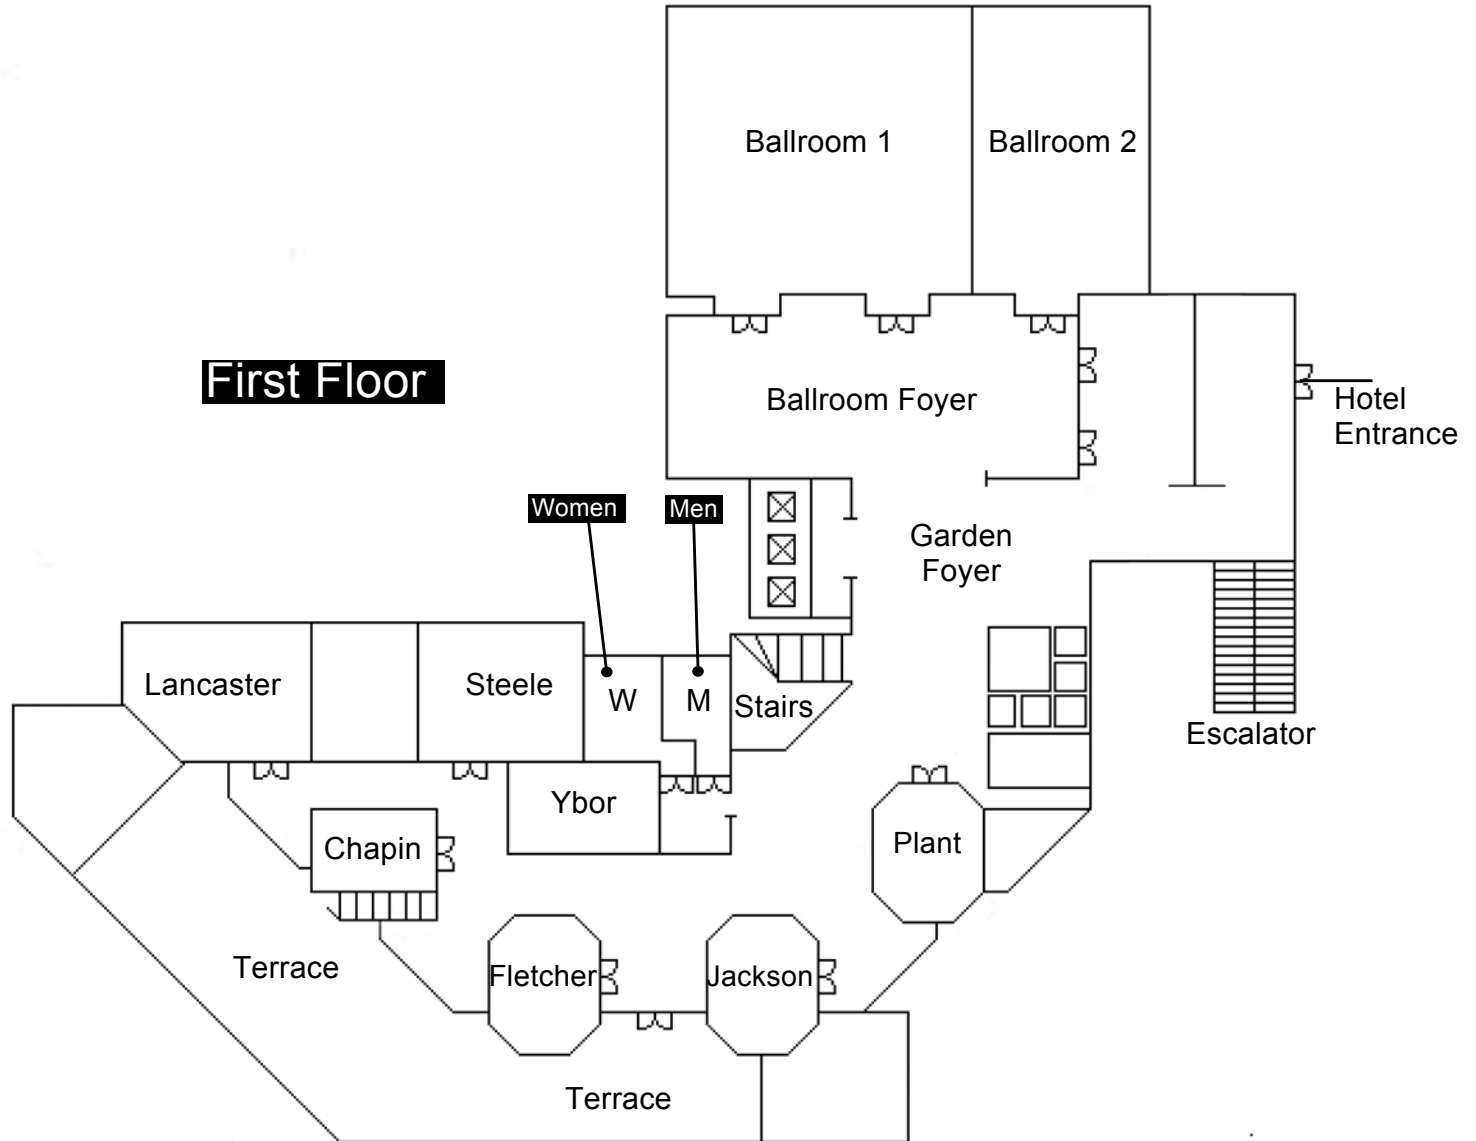 Ballroom 1
Ballroom 2
First Floor
Ballroom Foyer
Hotel
Entrance
Women
Men
Garden
Foyer
Lancaster
Steele
W
M
Stairs
Escalator
Ybor
Chapin
Plant
Terrace
Fletcher
Jackson
Terrace